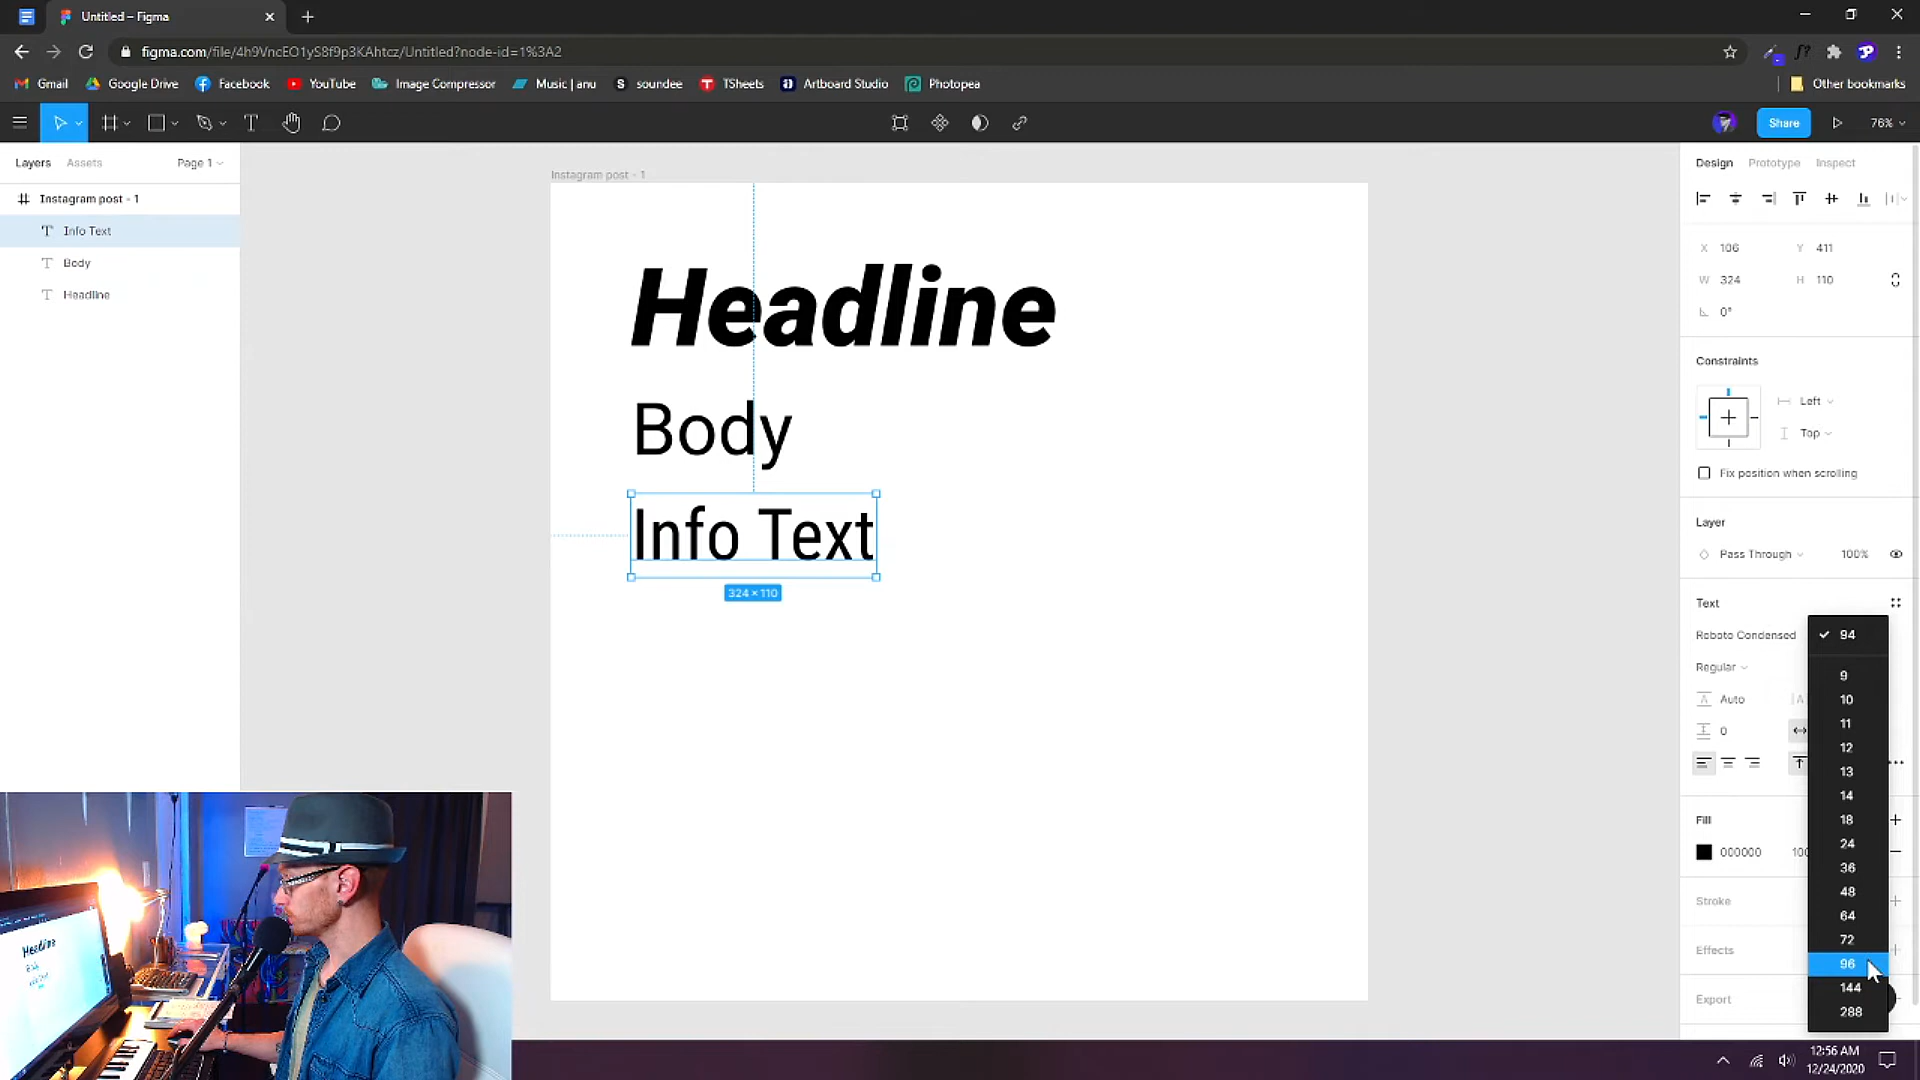 Untitled – Figma
figma.com/file/4h9VncEO1yS8f9p3KAhtcz/Untitled?node-id=1%3A2
Gmail Google Drive Facebook YouTube Image Compressor Music | anu soundee TSheets Artboard Studio Photopea Other bookmarks
Share 76%
Layers Assets Page 1
Instagram post - 1
Info Text
Body
Headline
Instagram post - 1
Headline
Body
Info Text
324 × 110
Design Prototype Inspect
X 106 Y 411
W 324 H 110
0°
Constraints
Left
Top
Fix position when scrolling
Layer
Pass Through 100%
Text
Roboto Condensed
Regular
Auto
0
Fill
000000
Stroke
Effects
Export
94
9
10
11
12
13
14
18
24
36
48
64
72
96
144
288
12:56 AM
12/24/2020